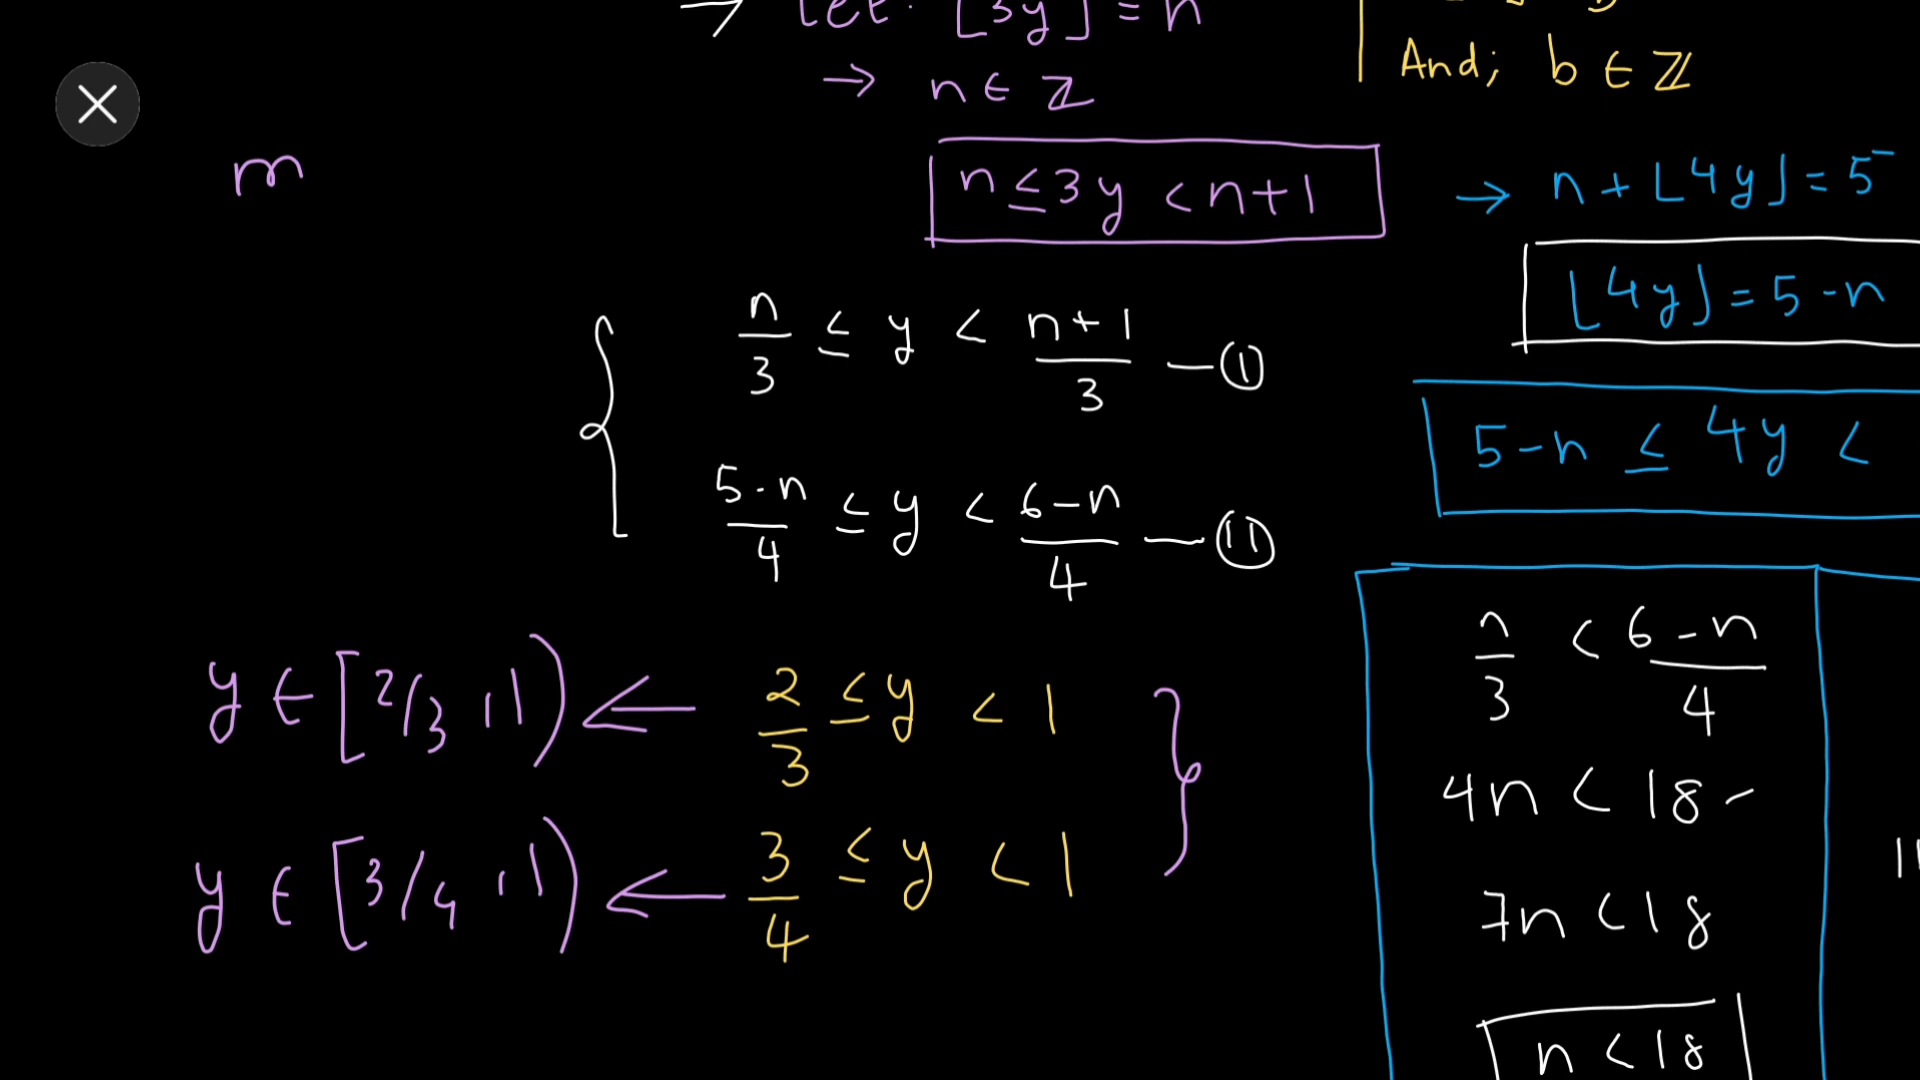 → Let: ⌊3y⌋ = n
→ n ∈ ℤ
And; b ∈ ℤ
m
n ≤ 3y < n+1
→ n + ⌊4y⌋ = 5
⌊4y⌋ = 5 - n
n/3 ≤ y < (n+1)/3 — ①
5-n ≤ 4y <
(5-n)/4 ≤ y < (6-n)/4 — ⑪
n/3 < (6-n)/4
y ∈ [2/3, 1) ← 2/3 ≤ y < 1
4n < 18 -
y ∈ [3/4, 1) ← 3/4 ≤ y < 1
7n < 18
n < 18